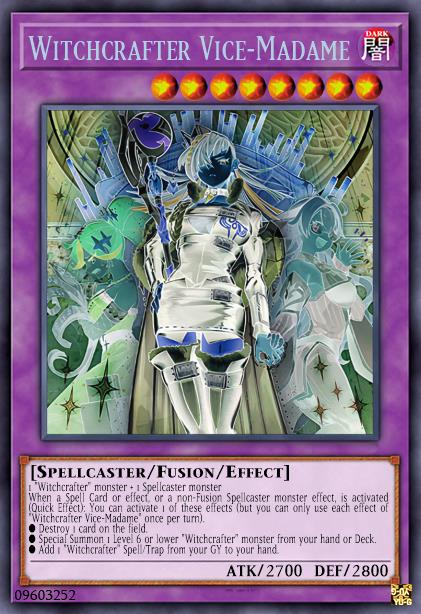 Witchcrafter Vice-Madame
DARK
闇
[Spellcaster/Fusion/Effect]
1 "Witchcrafter" monster + 1 Spellcaster monster
When a Spell Card or effect, or a non-Fusion Spellcaster monster effect, is activated
(Quick Effect): You can activate 1 of these effects (but you can only use each effect of
"Witchcrafter Vice-Madame" once per turn).
● Destroy 1 card on the field.
● Special Summon 1 Level 6 or lower "Witchcrafter" monster from your hand or Deck.
● Add 1 "Witchcrafter" Spell/Trap from your GY to your hand.
ATK/2700 DEF/2800
09603252